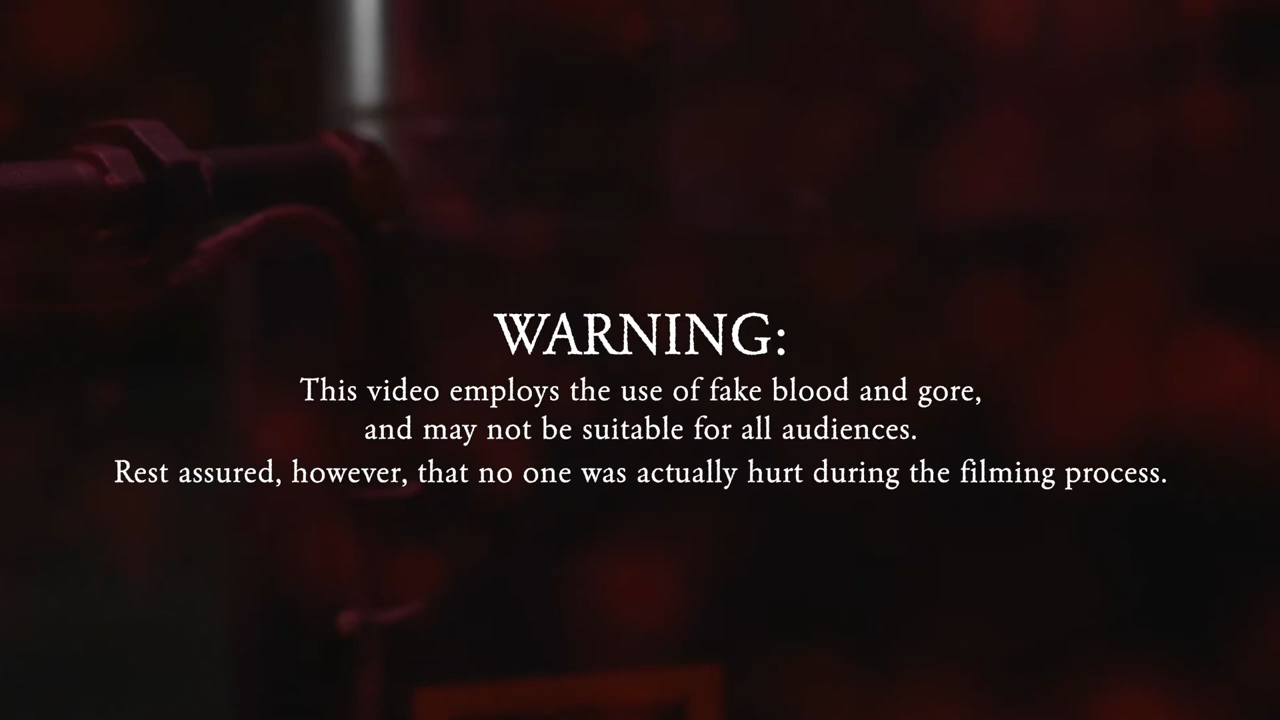 WARNING:
This video employs the use of fake blood and gore,
and may not be suitable for all audiences.
Rest assured, however, that no one was actually hurt during the filming process.